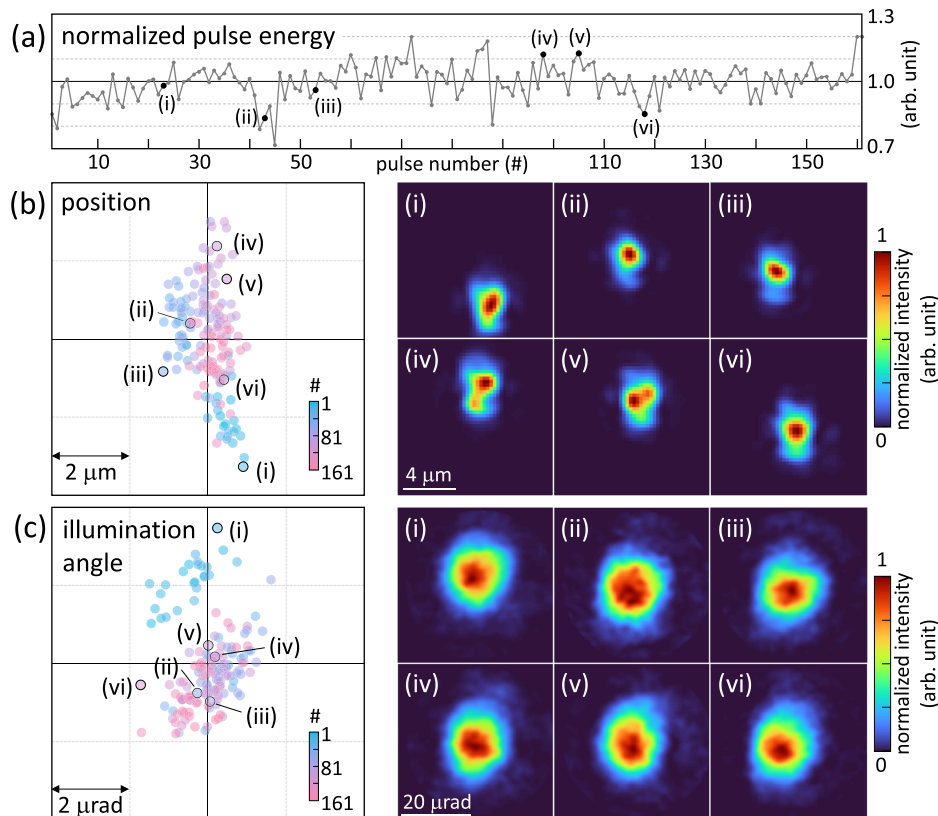 (a) normalized pulse energy
1.3
1.0
0.7
(arb. unit)
(i)
(ii)
(iii)
(iv)
(v)
(vi)
10 30 50 pulse number (#) 110 130 150
(b) position
(iv)
(v)
(ii)
(iii)
(vi)
(i)
#
1
81
161
2 μm
(i) (ii) (iii)
(iv) (v) (vi)
4 μm
1
0
normalized intensity
(arb. unit)
(c) illumination
angle
(i)
(v)
(iv)
(ii)
(vi)
(iii)
#
1
81
161
2 μrad
(i) (ii) (iii)
(iv) (v) (vi)
20 μrad
1
0
normalized intensity
(arb. unit)